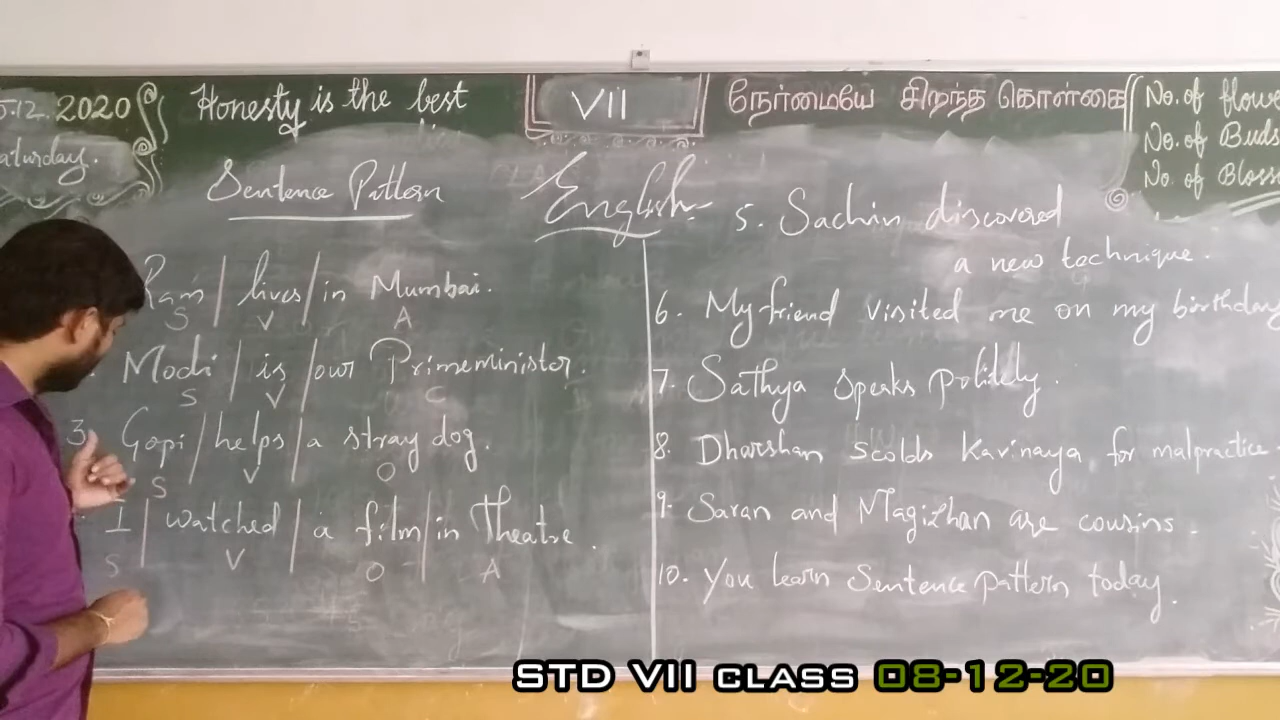 .12.2020
Saturday.
Honesty is the best
VII
நேர்மையே சிறந்த கொள்கை
No. of flowe
No. of Buds
No. of Blosso
Sentence Pattern
English
Ram / lives / in Mumbai.
S V A
Modi / is / our Primeminister.
S V C
3. Gopi / helps / a stray dog.
S V O
I / watched / a film / in Theatre.
S V O A
5. Sachin discovered
a new technique.
6. My friend visited me on my birthday
7. Sathya speaks politely.
8. Dharshan scolds Kavinaya for malpractice.
9. Saran and Magizhan are cousins.
10. You learn Sentence pattern today.
STD VII CLASS 08-12-20